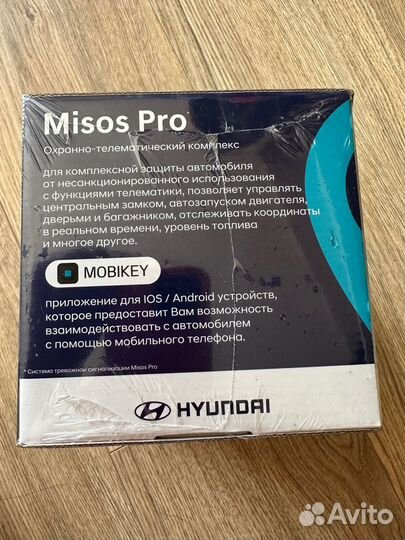 Misos Pro
Охранно-телематический комплекс
для комплексной защиты автомобиля
от несанкционированного использования
с функциями телематики, позволяет управлять
центральным замком, автозапуском двигателя,
дверьми и багажником, отслеживать координаты
в реальном времени, уровень топлива
и многое другое.
MOBIKEY
приложение для IOS / Android устройств,
которое предоставит Вам возможность
взаимодействовать с автомобилем
с помощью мобильного телефона.
* Система тревожной сигнализации Misos Pro
HYUNDAI
Avito